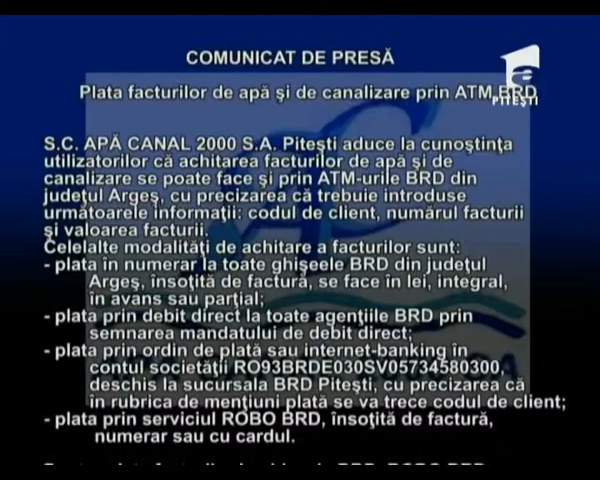 COMUNICAT DE PRESĂ
Plata facturilor de apă şi de canalizare prin ATM BRD
PITEŞTI
S.C. APĂ CANAL 2000 S.A. Piteşti aduce la cunoştinţa
utilizatorilor că achitarea facturilor de apă şi de
canalizare se poate face şi prin ATM-urile BRD din
judeţul Argeş, cu precizarea că trebuie introduse
următoarele informaţii: codul de client, numărul facturii
şi valoarea facturii.
Celelalte modalităţi de achitare a facturilor sunt:
- plata în numerar la toate ghişeele BRD din judeţul
Argeş, însoţită de factură, se face în lei, integral,
în avans sau parţial;
- plata prin debit direct la toate agenţiile BRD prin
semnarea mandatului de debit direct;
- plata prin ordin de plată sau internet-banking în
contul societăţii RO93BRDE030SV05734580300,
deschis la sucursala BRD Piteşti, cu precizarea că
în rubrica de menţiuni plată se va trece codul de client;
- plata prin serviciul ROBO BRD, însoţită de factură,
numerar sau cu cardul.